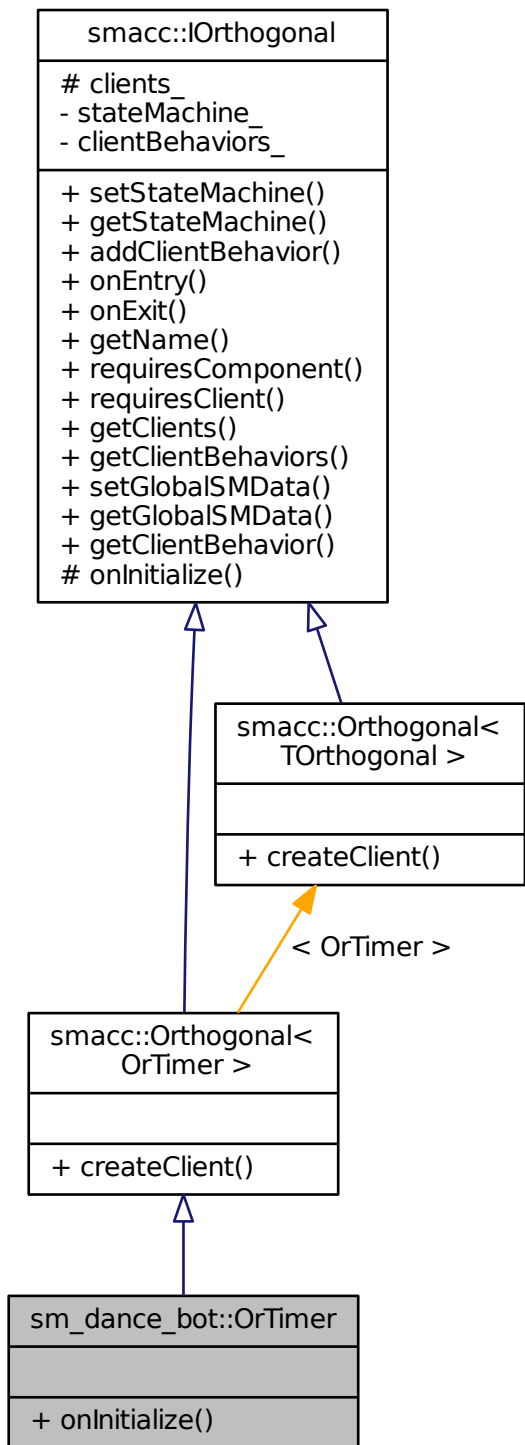 smacc::IOrthogonal
# clients_
- stateMachine_
- clientBehaviors_
+ setStateMachine()
+ getStateMachine()
+ addClientBehavior()
+ onEntry()
+ onExit()
+ getName()
+ requiresComponent()
+ requiresClient()
+ getClients()
+ getClientBehaviors()
+ setGlobalSMData()
+ getGlobalSMData()
+ getClientBehavior()
# onInitialize()
smacc::Orthogonal<
TOrthogonal >
+ createClient()
< OrTimer >
smacc::Orthogonal<
OrTimer >
+ createClient()
sm_dance_bot::OrTimer
+ onInitialize()